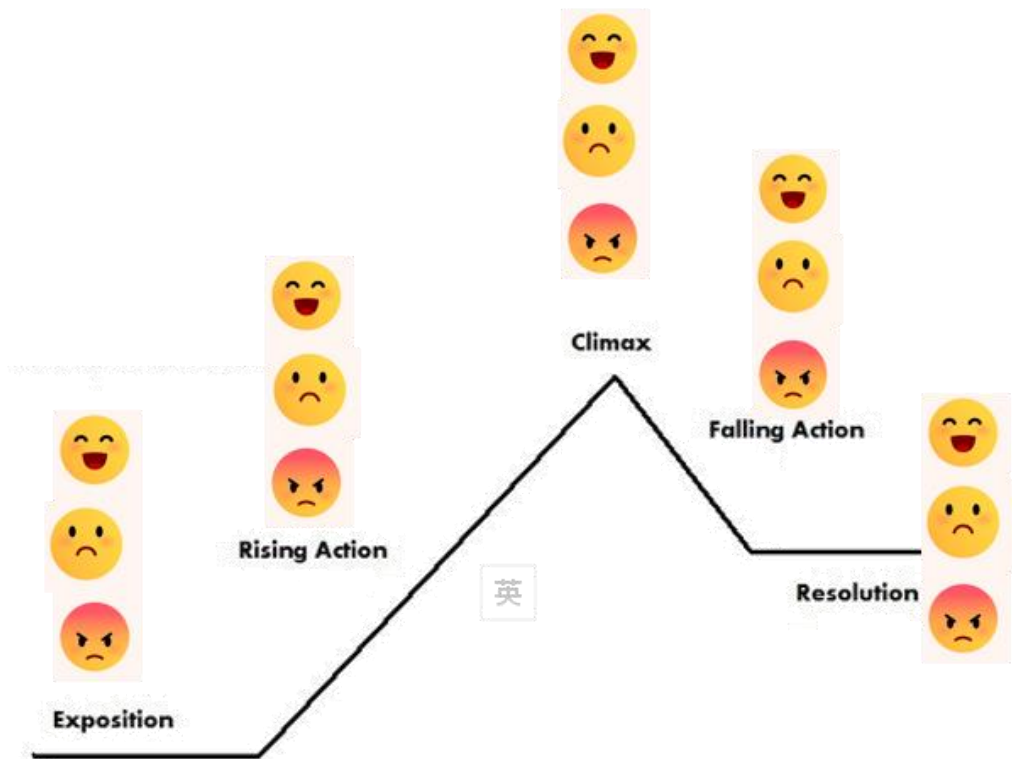 Climax
Falling Action
Rising Action
英
Resolution
Exposition